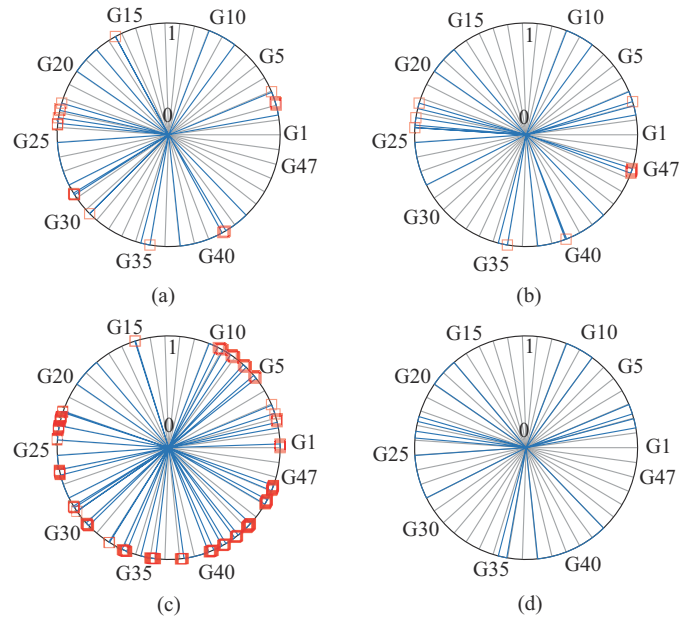 G15 G10 G15 G10
1 1
G20 G5 G20 G5
0 0
G1 G1
G25 G47 G25 G47
G30 G30
G35 G40 G35 G40
(a) (b)
G15 G10 G15 G10
1 1
G20 G5 G20 G5
0 0
G1 G1
G25 G25
G47 G47
G30 G30
G35 G40 G35 G40
(c) (d)